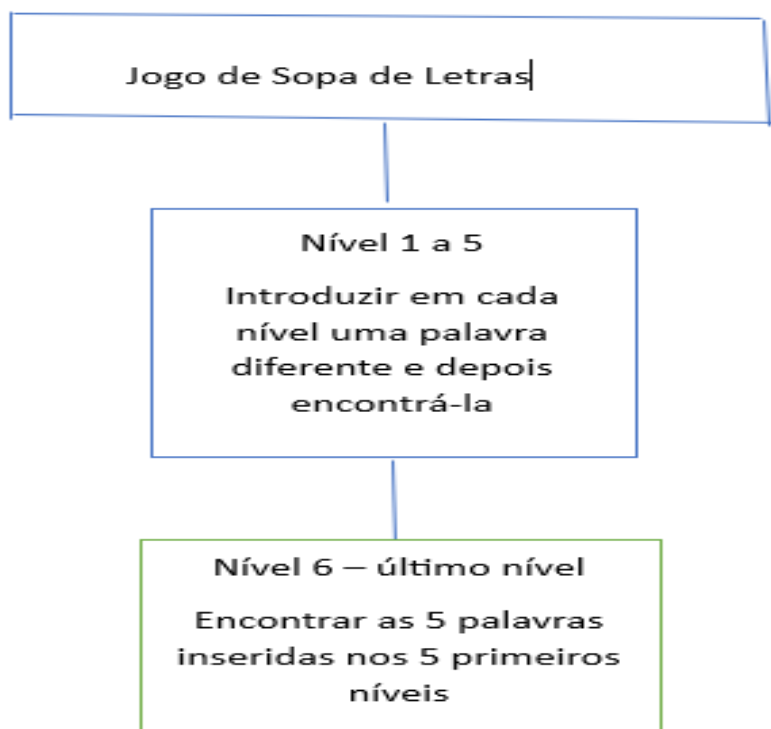 Jogo de Sopa de Letras
Nível 1 a 5
Introduzir em cada
nível uma palavra
diferente e depois
encontrá-la
Nível 6 – último nível
Encontrar as 5 palavras
inseridas nos 5 primeiros
níveis